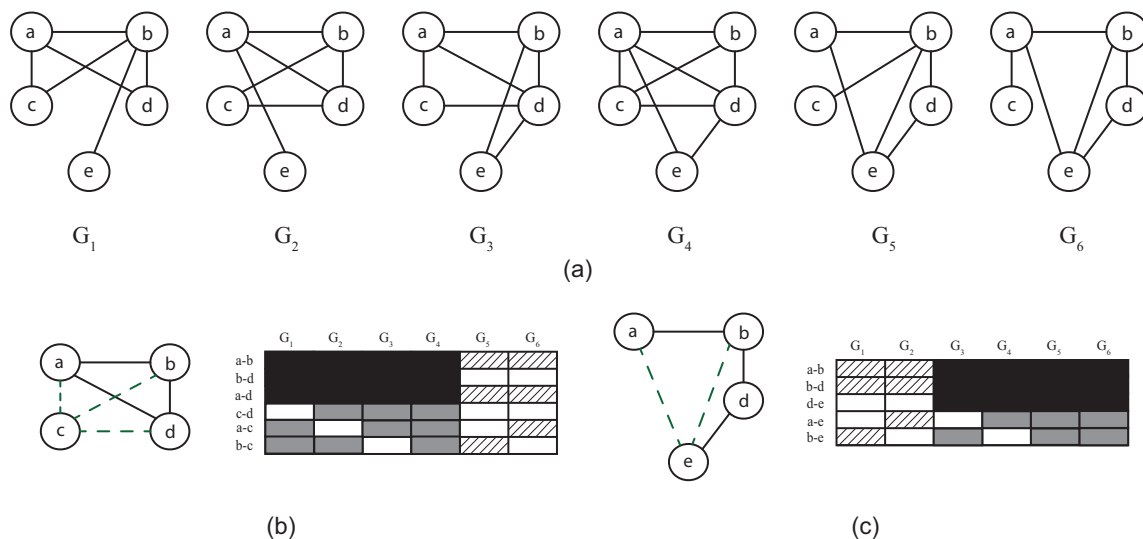 a b a b a b a b a b a b
c d c d c d c d c d c d
e e e e e e
G1 G2 G3 G4 G5 G6
(a)
a b
c d
G1 G2 G3 G4 G5 G6
a-b
b-d
a-d
c-d
a-c
b-c
(b)
a b
d
e
G1 G2 G3 G4 G5 G6
a-b
b-d
d-e
a-e
b-e
(c)